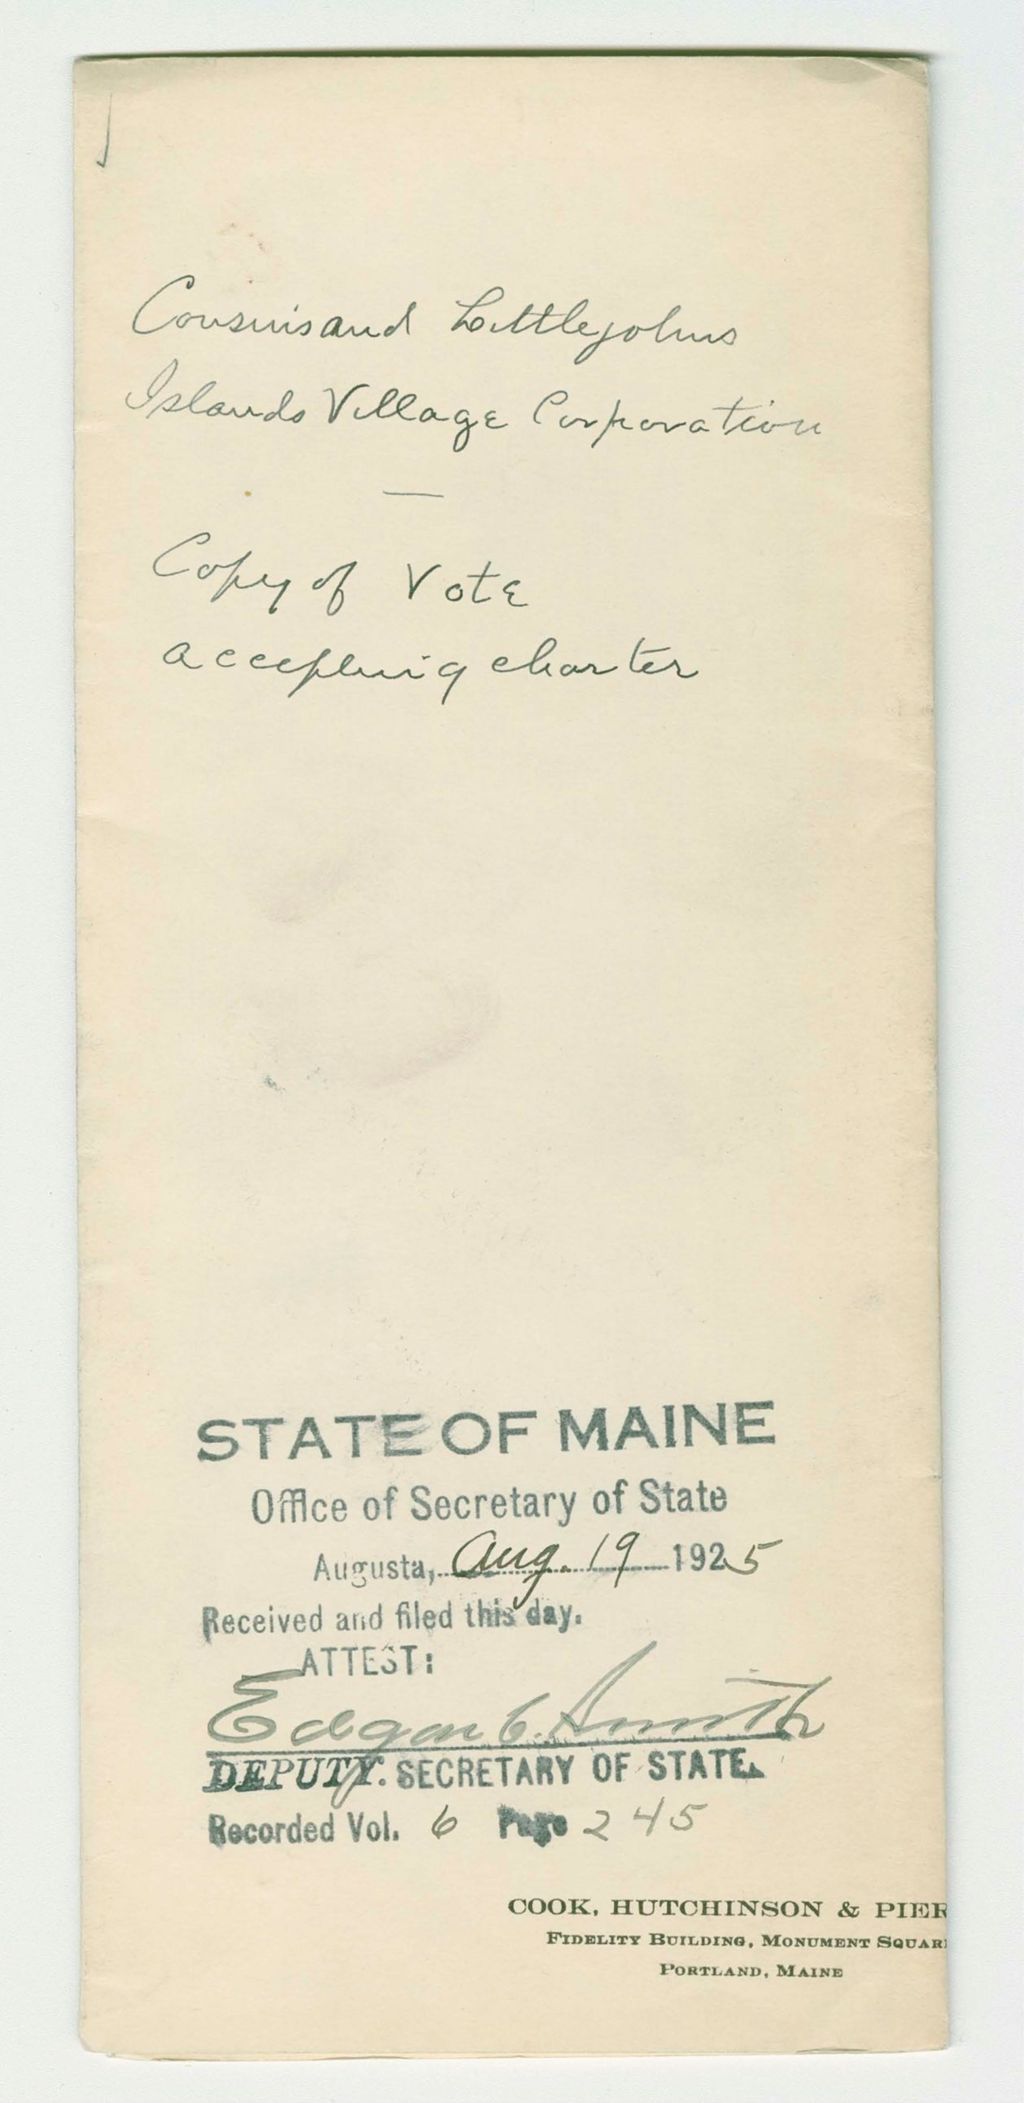 Cousins and Littlejohns
Islands Village Corporation
—
Copy of Vote
accepting charter
STATE OF MAINE
Office of Secretary of State
Augusta, Aug. 19 1925
Received and filed this day.
ATTEST:
Edgar C. Smith
DEPUTY. SECRETARY OF STATE.
Recorded Vol. 6 Page 245
COOK, HUTCHINSON & PIER
FIDELITY BUILDING, MONUMENT SQUAR
PORTLAND, MAINE